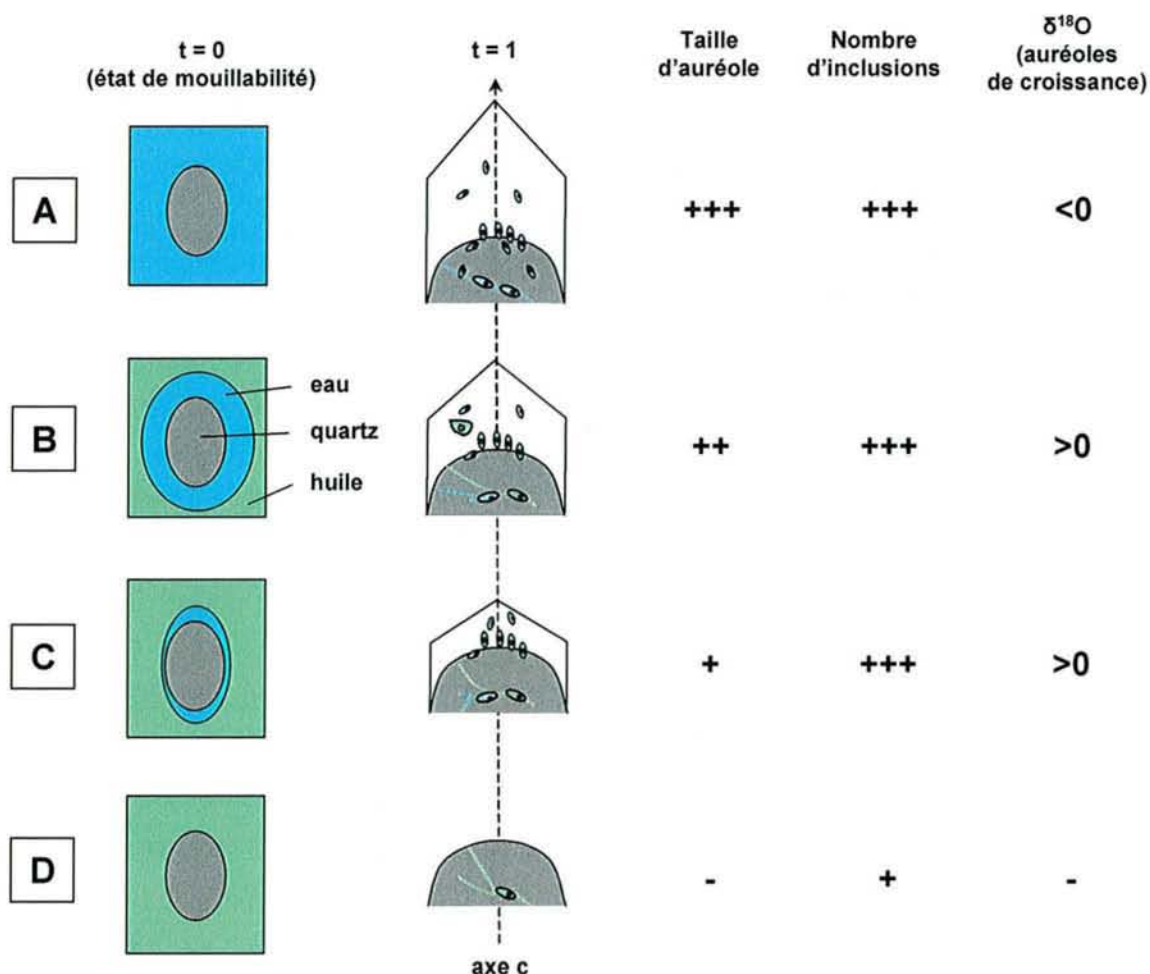 t = 0
(état de mouillabilité)
t = 1
Taille
d'auréole
Nombre
d'inclusions
δ¹⁸O
(auréoles
de croissance)
A
+++
+++
<0
B
eau
quartz
huile
++
+++
>0
C
+
+++
>0
D
-
+
-
axe c